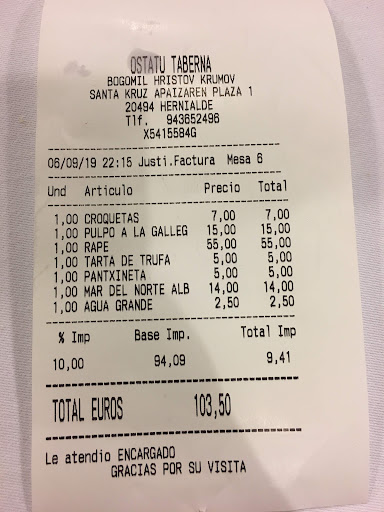 OSTATU TABERNA
BOGOMIL HRISTOV KRUMOV
SANTA KRUZ APAIZAREN PLAZA 1
20494 HERNIALDE
Tlf. 943652496
X5415584G
06/09/19 22:15 Justi.Factura Mesa 6
Und Articulo Precio Total
1,00 CROQUETAS 7,00 7,00
1,00 PULPO A LA GALLEG 15,00 15,00
1,00 RAPE 55,00 55,00
1,00 TARTA DE TRUFA 5,00 5,00
1,00 PANTXINETA 5,00 5,00
1,00 MAR DEL NORTE ALB 14,00 14,00
1,00 AGUA GRANDE 2,50 2,50
% Imp Base Imp. Total Imp
10,00 94,09 9,41
TOTAL EUROS 103,50
Le atendio ENCARGADO
GRACIAS POR SU VISITA